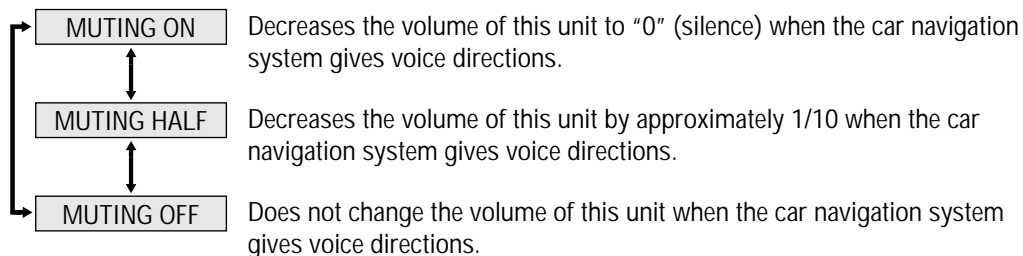 MUTING ON
Decreases the volume of this unit to “0” (silence) when the car navigation
system gives voice directions.
MUTING HALF
Decreases the volume of this unit by approximately 1/10 when the car
navigation system gives voice directions.
MUTING OFF
Does not change the volume of this unit when the car navigation system
gives voice directions.